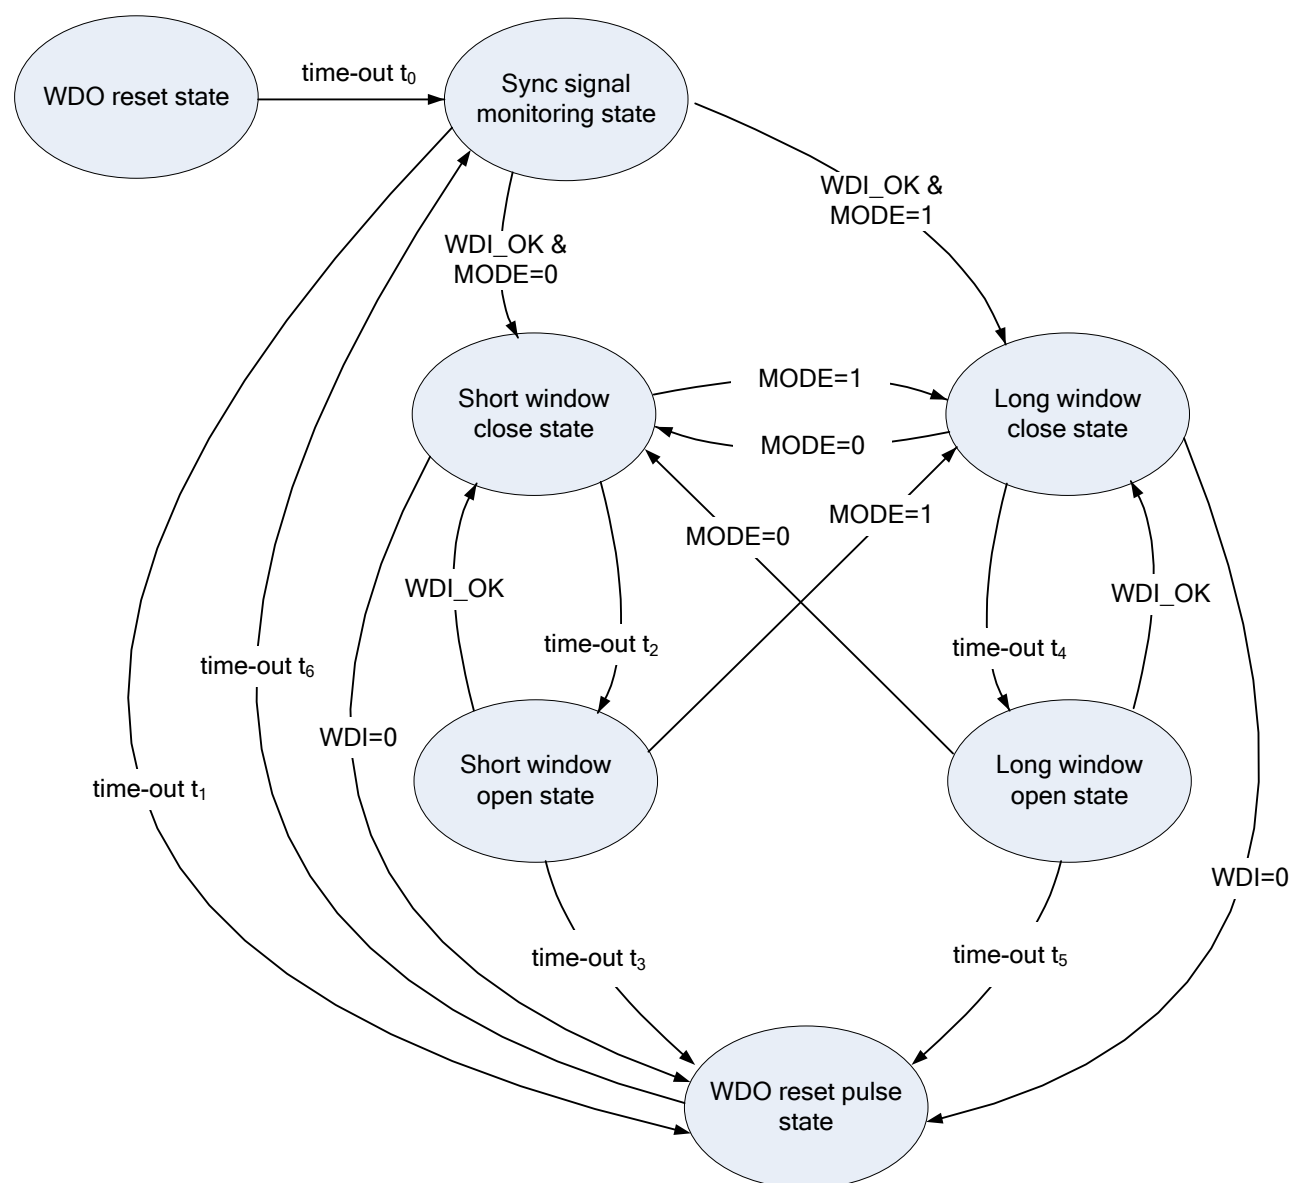 WDO reset state
time-out t₀
Sync signal
monitoring state
WDI_OK &
MODE=1
WDI_OK &
MODE=0
Short window
close state
MODE=1
MODE=0
Long window
close state
MODE=1
MODE=0
WDI_OK
WDI_OK
time-out t₂
time-out t₄
time-out t₆
WDI=0
Short window
open state
Long window
open state
time-out t₁
WDI=0
time-out t₃
time-out t₅
WDO reset pulse
state